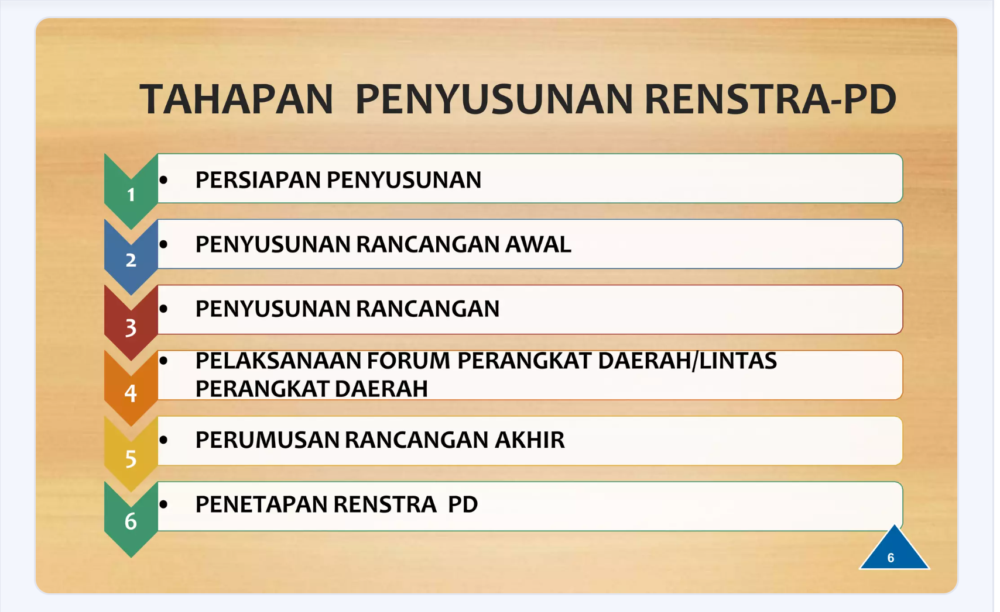 TAHAPAN PENYUSUNAN RENSTRA-PD
1
• PERSIAPAN PENYUSUNAN
2
• PENYUSUNAN RANCANGAN AWAL
3
• PENYUSUNAN RANCANGAN
4
• PELAKSANAAN FORUM PERANGKAT DAERAH/LINTAS
PERANGKAT DAERAH
5
• PERUMUSAN RANCANGAN AKHIR
6
• PENETAPAN RENSTRA PD
6